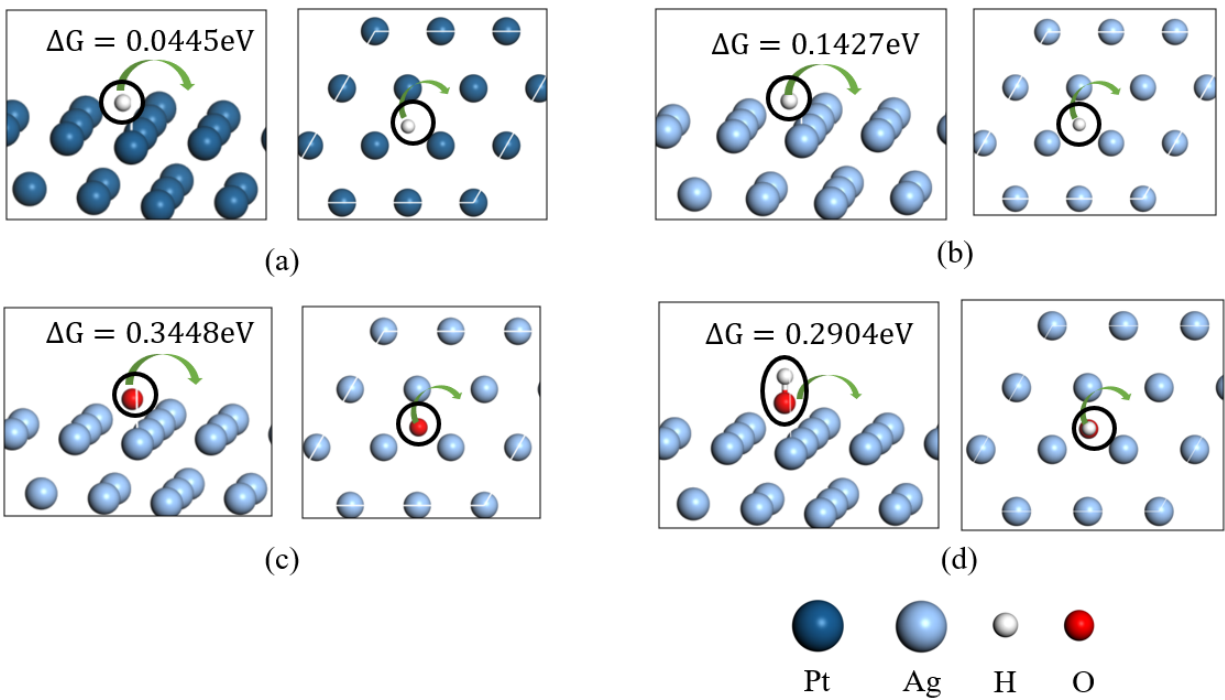 ΔG = 0.0445eV
ΔG = 0.1427eV
(a)
(b)
ΔG = 0.3448eV
ΔG = 0.2904eV
(c)
(d)
Pt Ag H O